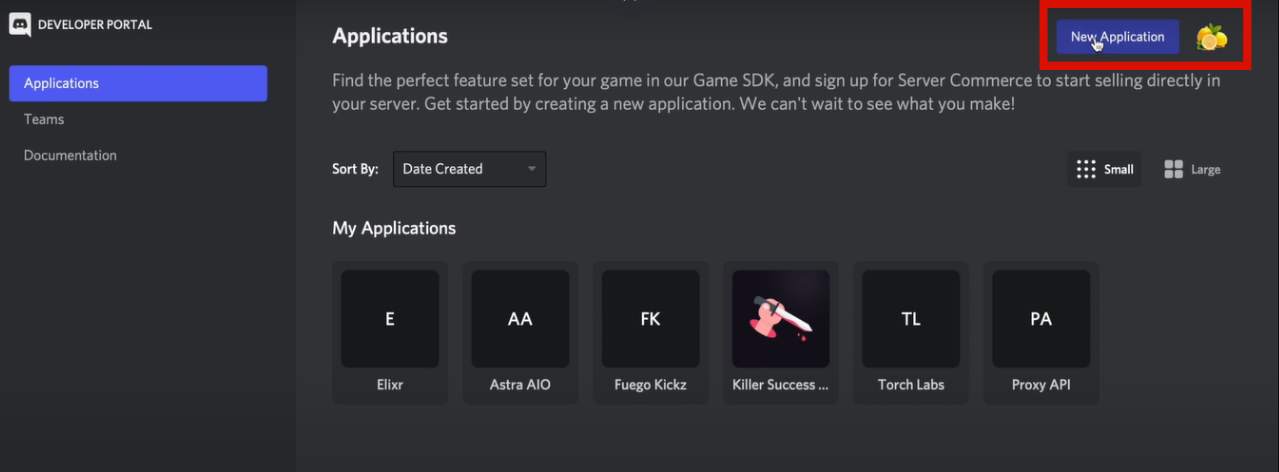 DEVELOPER PORTAL
Applications
Teams
Documentation
Applications
New Application
Find the perfect feature set for your game in our Game SDK, and sign up for Server Commerce to start selling directly in
your server. Get started by creating a new application. We can't wait to see what you make!
Sort By:
Date Created
Small
Large
My Applications
E
AA
FK
TL
PA
Elixr
Astra AIO
Fuego Kickz
Killer Success ...
Torch Labs
Proxy API